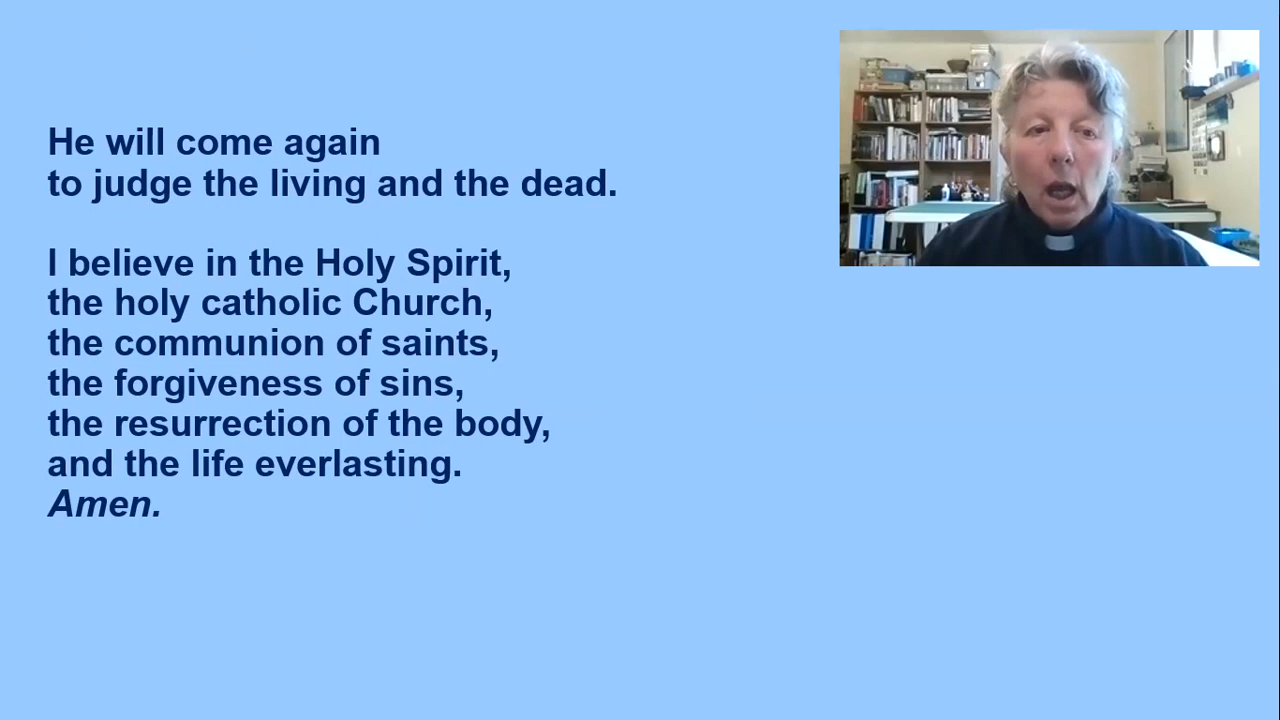 He will come again
to judge the living and the dead.
I believe in the Holy Spirit,
the holy catholic Church,
the communion of saints,
the forgiveness of sins,
the resurrection of the body,
and the life everlasting.
Amen.